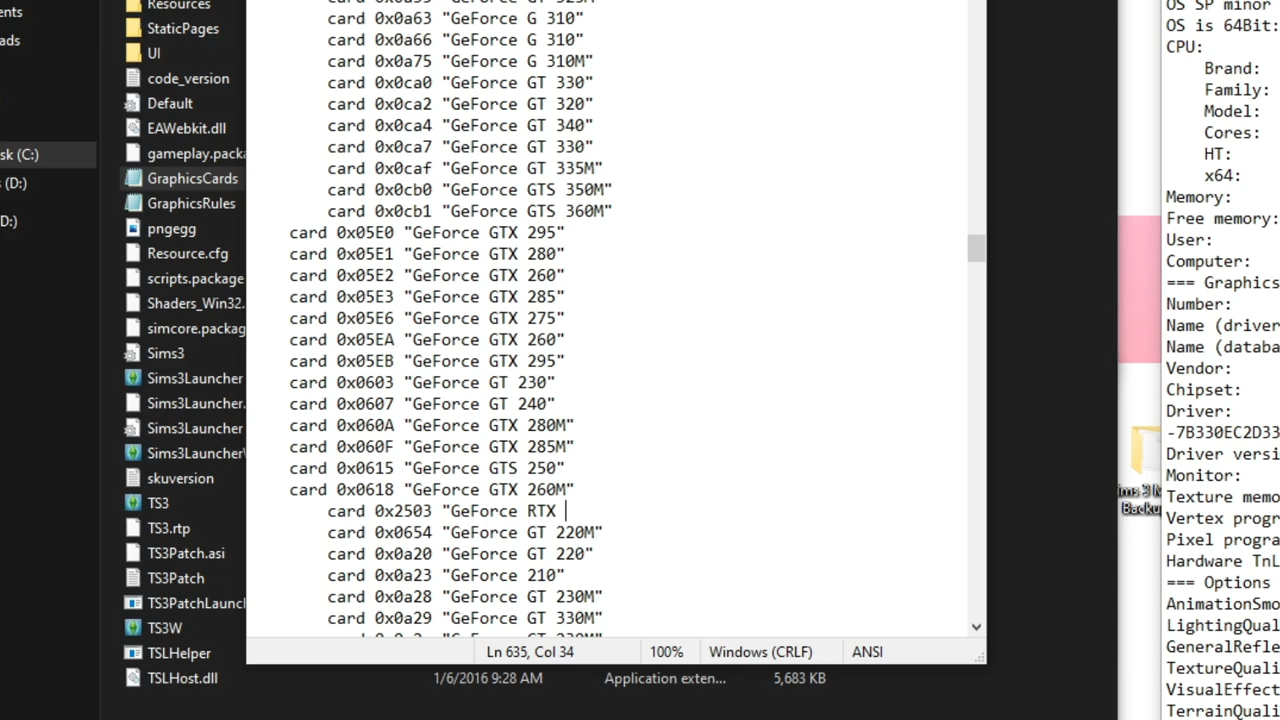 ents
ads
sk (C:)
(D:)
D:)
Resources
StaticPages
UI
code_version
Default
EAWebkit.dll
gameplay.packa
GraphicsCards
GraphicsRules
pngegg
Resource.cfg
scripts.package
Shaders_Win32.
simcore.packag
Sims3
Sims3Launcher
Sims3Launcher.
Sims3Launcher
Sims3LauncherW
skuversion
TS3
TS3.rtp
TS3Patch.asi
TS3Patch
TS3PatchLaunc
TS3W
TSLHelper
TSLHost.dll
1/6/2016 9:28 AM
Application exten...
5,683 KB
card 0x0a63 "GeForce G 310"
card 0x0a66 "GeForce G 310"
card 0x0a75 "GeForce G 310M"
card 0x0ca0 "GeForce GT 330"
card 0x0ca2 "GeForce GT 320"
card 0x0ca4 "GeForce GT 340"
card 0x0ca7 "GeForce GT 330"
card 0x0caf "GeForce GT 335M"
card 0x0cb0 "GeForce GTS 350M"
card 0x0cb1 "GeForce GTS 360M"
card 0x05E0 "GeForce GTX 295"
card 0x05E1 "GeForce GTX 280"
card 0x05E2 "GeForce GTX 260"
card 0x05E3 "GeForce GTX 285"
card 0x05E6 "GeForce GTX 275"
card 0x05EA "GeForce GTX 260"
card 0x05EB "GeForce GTX 295"
card 0x0603 "GeForce GT 230"
card 0x0607 "GeForce GT 240"
card 0x060A "GeForce GTX 280M"
card 0x060F "GeForce GTX 285M"
card 0x0615 "GeForce GTS 250"
card 0x0618 "GeForce GTX 260M"
card 0x2503 "GeForce RTX
card 0x0654 "GeForce GT 220M"
card 0x0a20 "GeForce GT 220"
card 0x0a23 "GeForce 210"
card 0x0a28 "GeForce GT 230M"
card 0x0a29 "GeForce GT 330M"
Ln 635, Col 34
100%
Windows (CRLF)
ANSI
ims 3 M
Backu
OS SP minor
OS is 64Bit:
CPU:
Brand:
Family:
Model:
Cores:
HT:
x64:
Memory:
Free memory:
User:
Computer:
=== Graphics
Number:
Name (driver
Name (databa
Vendor:
Chipset:
Driver:
-7B330EC2D33
Driver versi
Monitor:
Texture memo
Vertex progr
Pixel progra
Hardware TnL
=== Options
AnimationSmo
LightingQual
GeneralRefle
TextureQuali
VisualEffect
TerrainQuali